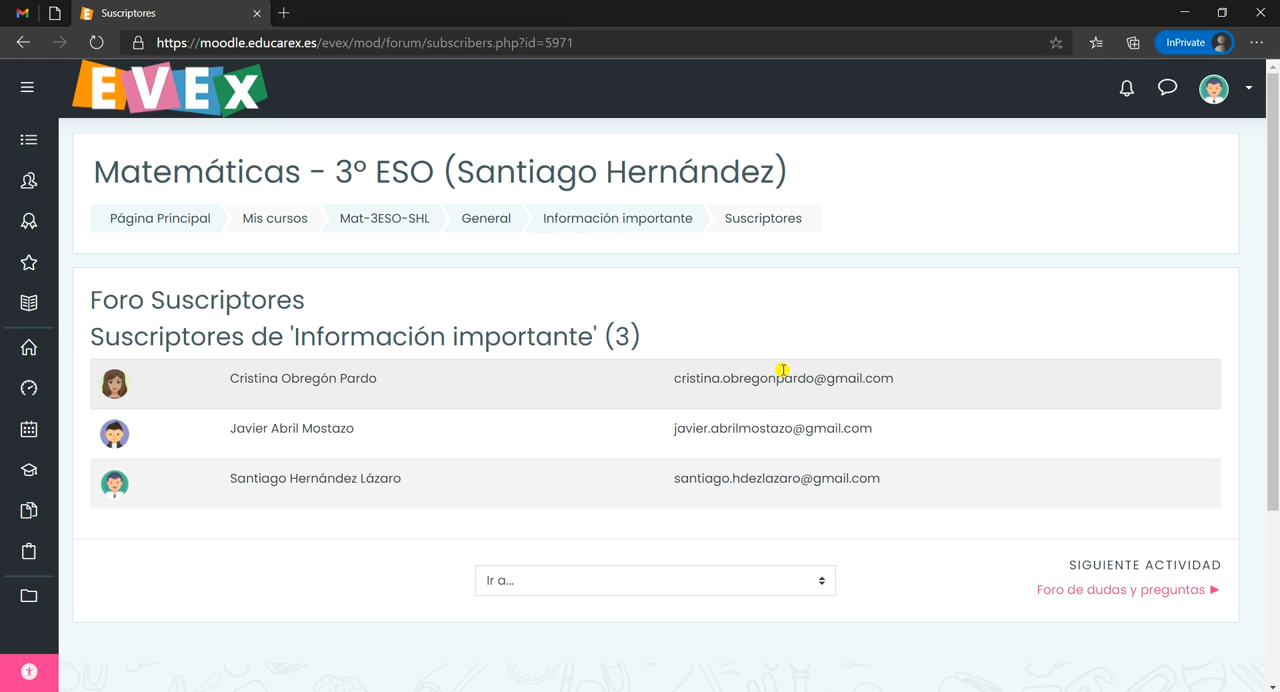 Suscriptores
https://moodle.educarex.es/evex/mod/forum/subscribers.php?id=5971
InPrivate
EVEX
Matemáticas - 3º ESO (Santiago Hernández)
Página Principal Mis cursos Mat-3ESO-SHL General Información importante Suscriptores
Foro Suscriptores
Suscriptores de 'Información importante' (3)
Cristina Obregón Pardo cristina.obregonpardo@gmail.com
Javier Abril Mostazo javier.abrilmostazo@gmail.com
Santiago Hernández Lázaro santiago.hdezlazaro@gmail.com
SIGUIENTE ACTIVIDAD
Ir a...
Foro de dudas y preguntas ►